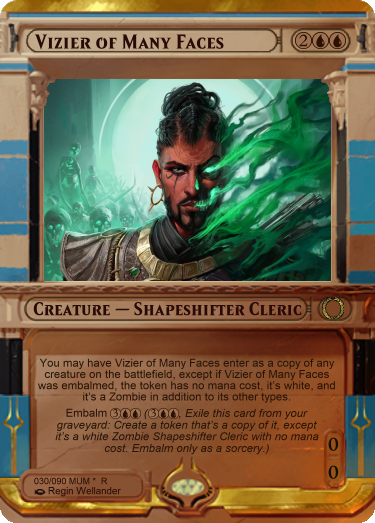 Vizier of Many Faces 2
Creature — Shapeshifter Cleric
You may have Vizier of Many Faces enter as a copy of any
creature on the battlefield, except if Vizier of Many Faces
was embalmed, the token has no mana cost, it's white, and
it's a Zombie in addition to its other types.
Embalm 3 (3, Exile this card from your
graveyard: Create a token that's a copy of it, except
it's a white Zombie Shapeshifter Cleric with no mana
cost. Embalm only as a sorcery.)
0
0
030/090 MUM * R
Regin Wellander